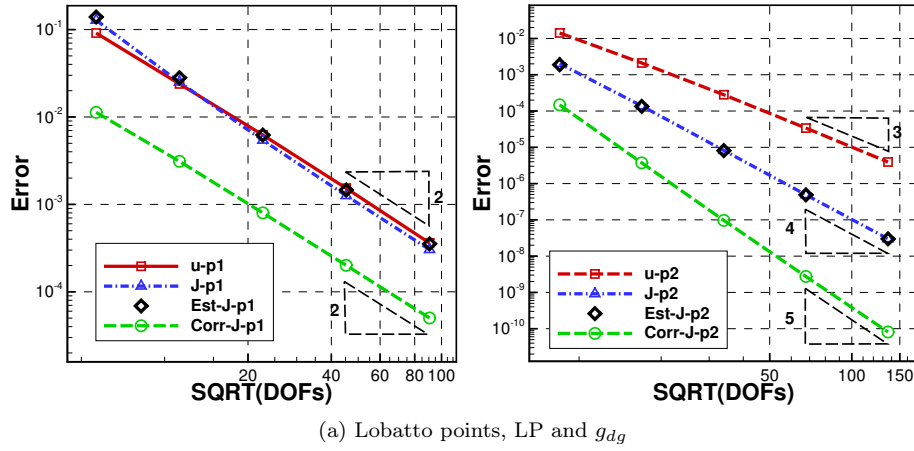 10^-1
10^-2
10^-3
10^-4
Error
2
2
u-p1
J-p1
Est-J-p1
Corr-J-p1
20 40 60 80 100
SQRT(DOFs)
10^-2
10^-3
10^-4
10^-5
10^-6
10^-7
10^-8
10^-9
10^-10
Error
3
4
5
u-p2
J-p2
Est-J-p2
Corr-J-p2
50 100 150
SQRT(DOFs)
(a) Lobatto points, LP and g_dg